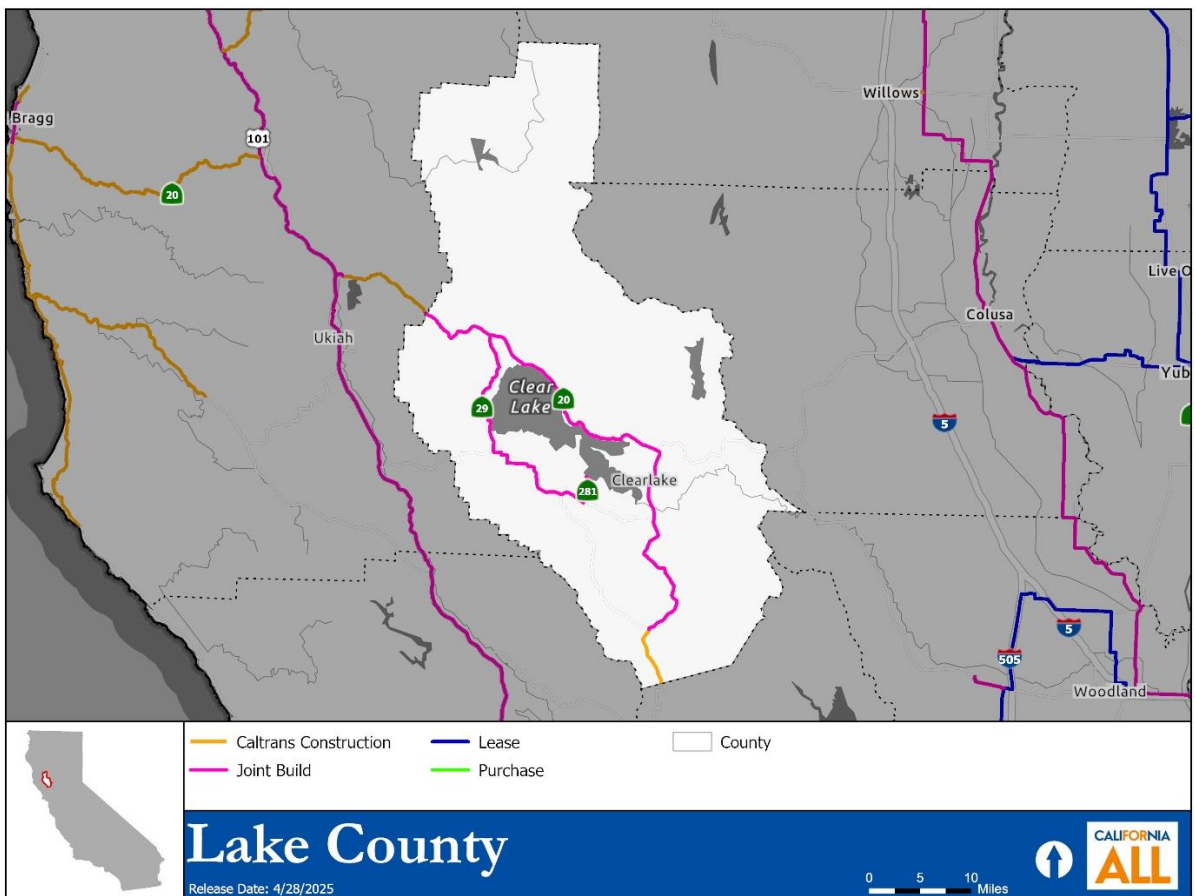 Willows
Bragg
101
20
Live O
Colusa
Ukiah
Yub
Clear
Lake
20
29
5
Clearlake
281
5
505
Woodland
Caltrans Construction
Lease
County
Joint Build
Purchase
Lake County
Release Date: 4/28/2025
0 5 10
Miles
CALIFORNIA
ALL